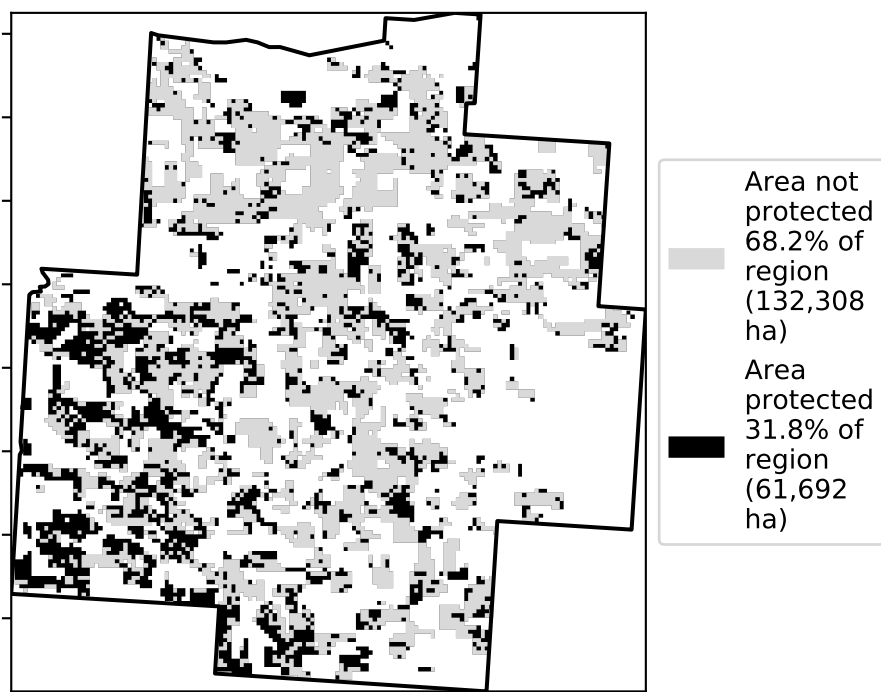 Area not
protected
68.2% of
region
(132,308
ha)
Area
protected
31.8% of
region
(61,692
ha)